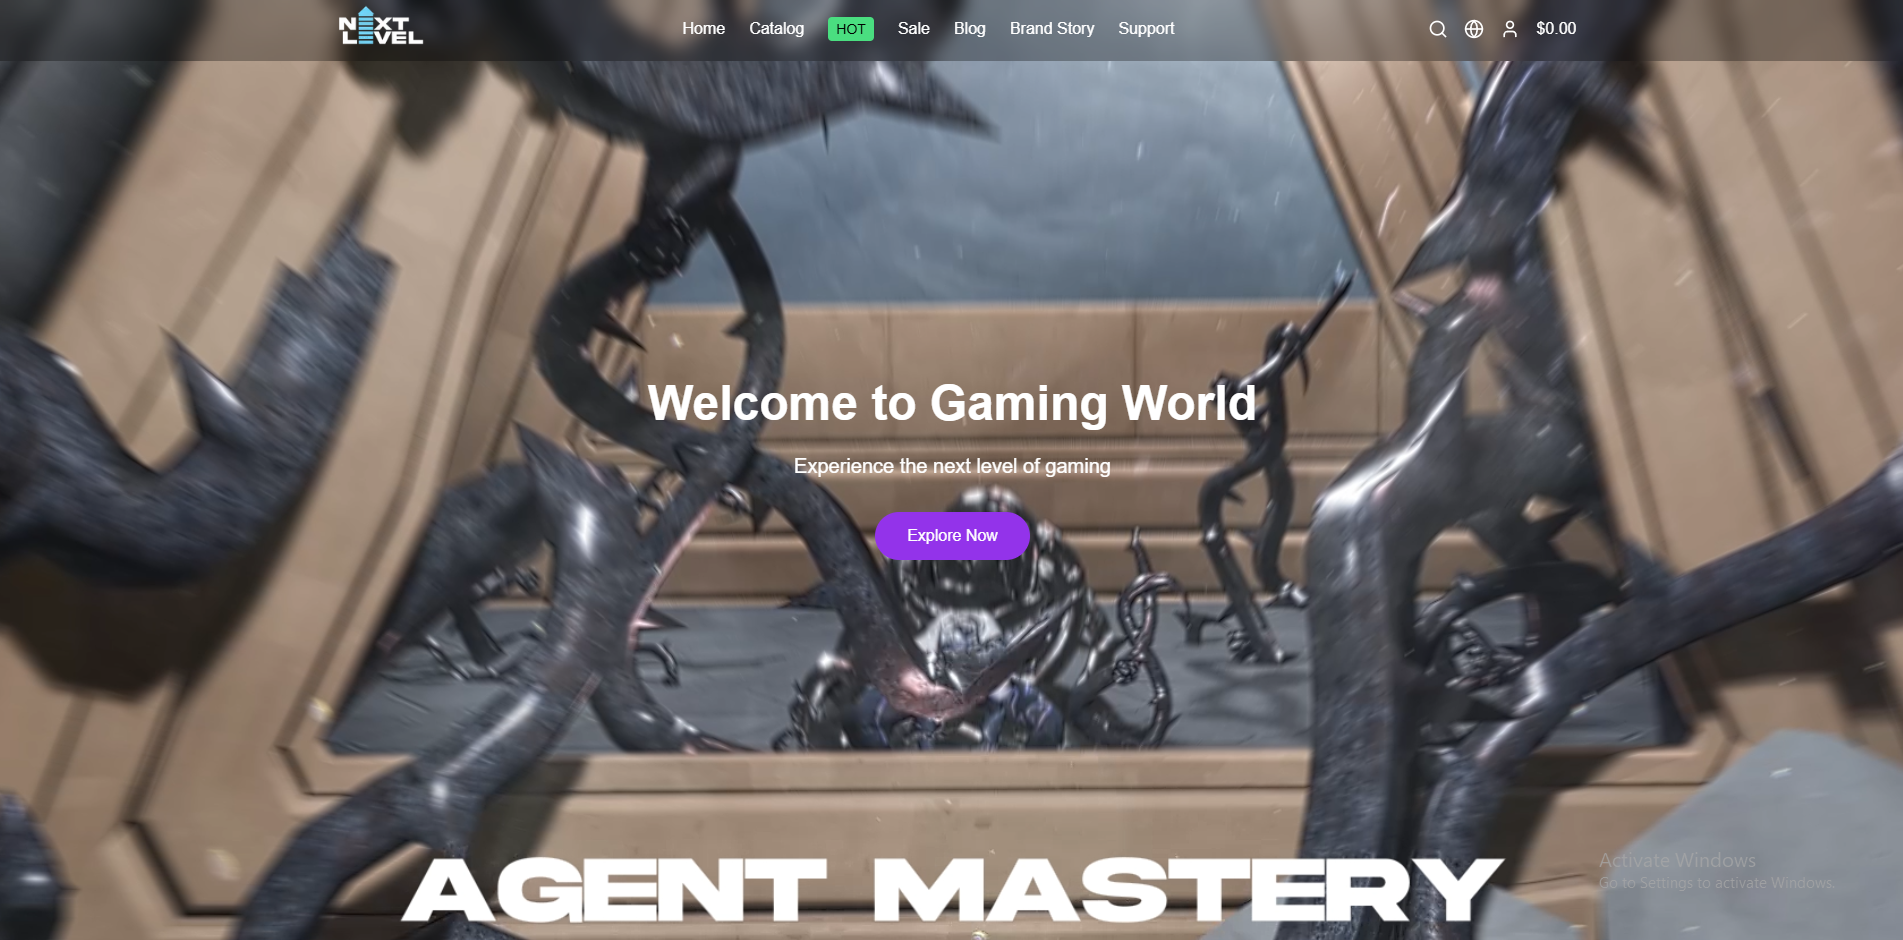 NEXT
LEVEL
Home Catalog HOT Sale Blog Brand Story Support
$0.00
Welcome to Gaming World
Experience the next level of gaming
Explore Now
AGENT MASTERY
Activate Windows
Go to Settings to activate Windows.